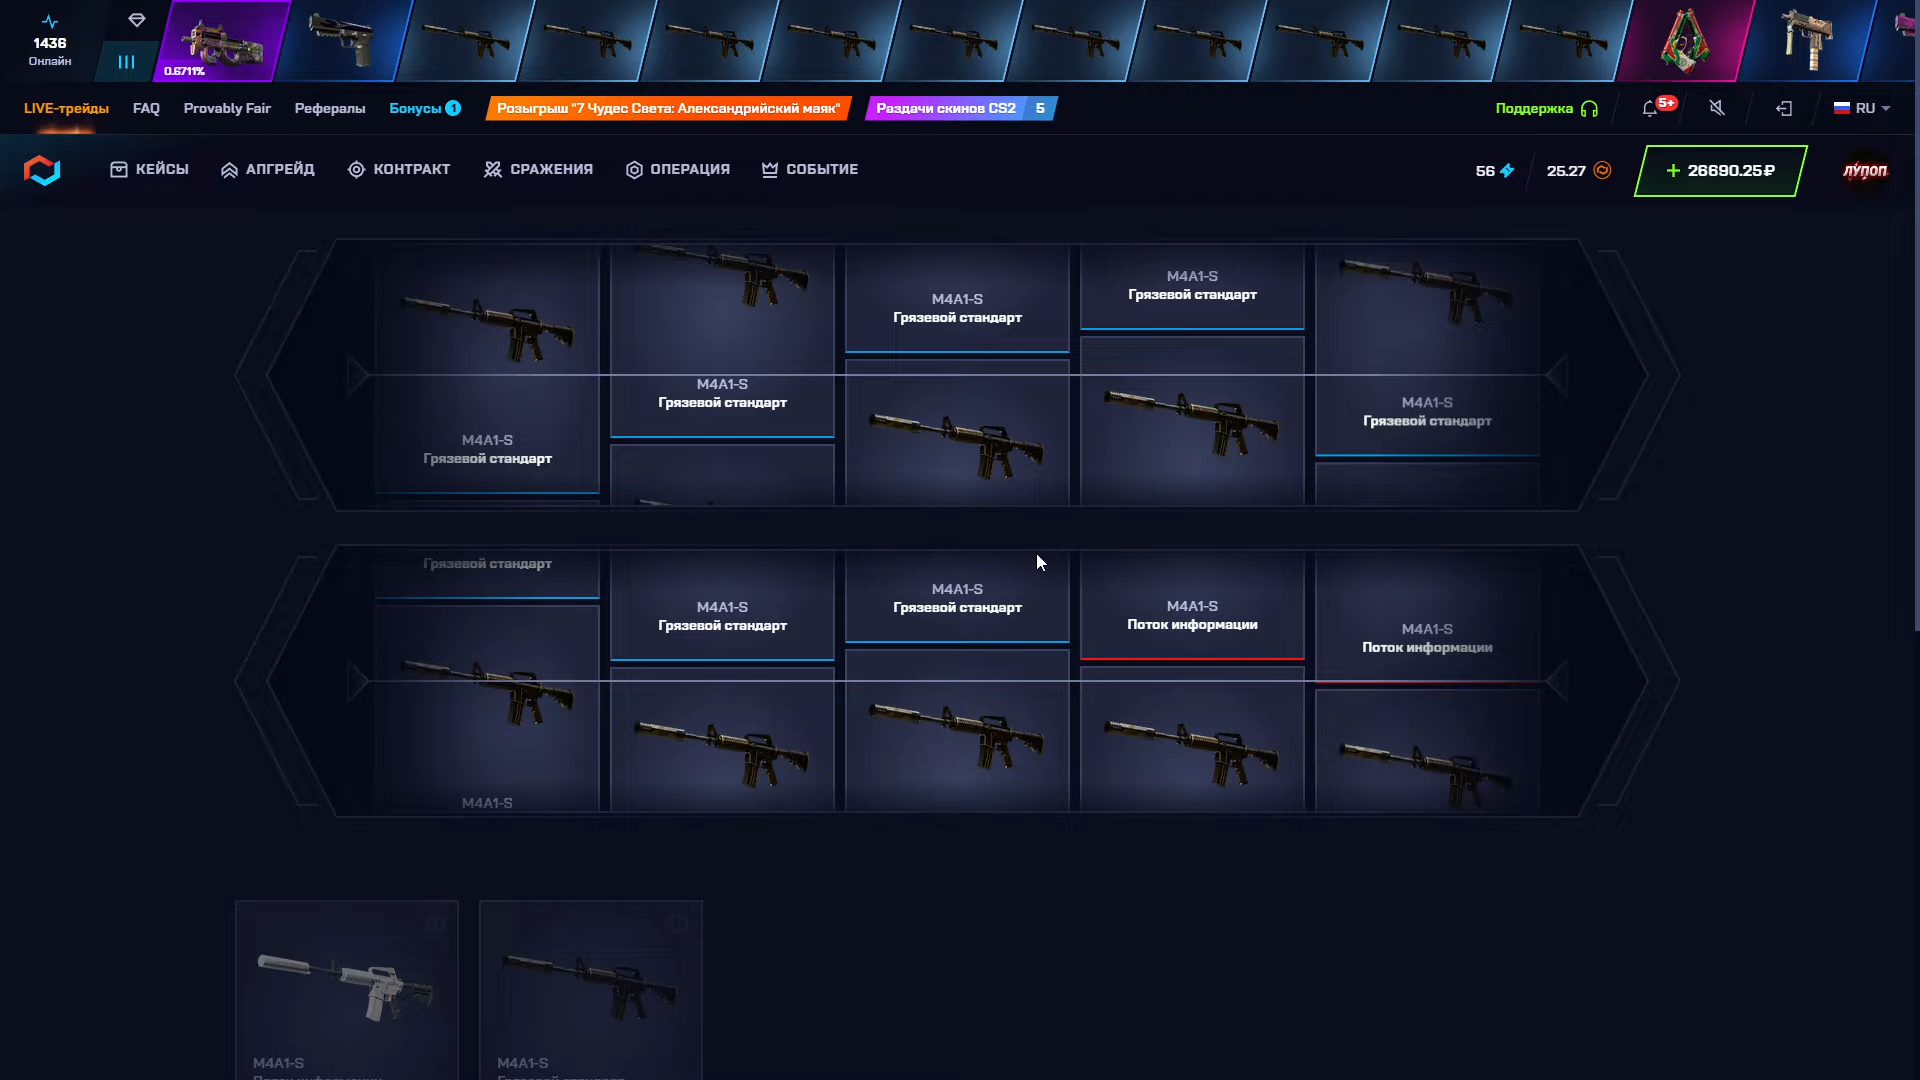 1436
Онлайн
0.6711%
LIVE-трейды
FAQ
Provably Fair
Рефералы
Бонусы 1
Розыгрыш "7 Чудес Света: Александрийский маяк"
Раздачи скинов CS2 5
Поддержка
5+
RU
КЕЙСЫ
АПГРЕЙД
КОНТРАКТ
СРАЖЕНИЯ
ОПЕРАЦИЯ
СОБЫТИЕ
56
25.27
+ 26690.25₽
ЛУПОП
M4A1-S
Грязевой стандарт
M4A1-S
Грязевой стандарт
M4A1-S
Грязевой стандарт
M4A1-S
Грязевой стандарт
M4A1-S
Грязевой стандарт
Грязевой стандарт
M4A1-S
M4A1-S
Грязевой стандарт
M4A1-S
Грязевой стандарт
M4A1-S
Поток информации
M4A1-S
Поток информации
M4A1-S
M4A1-S